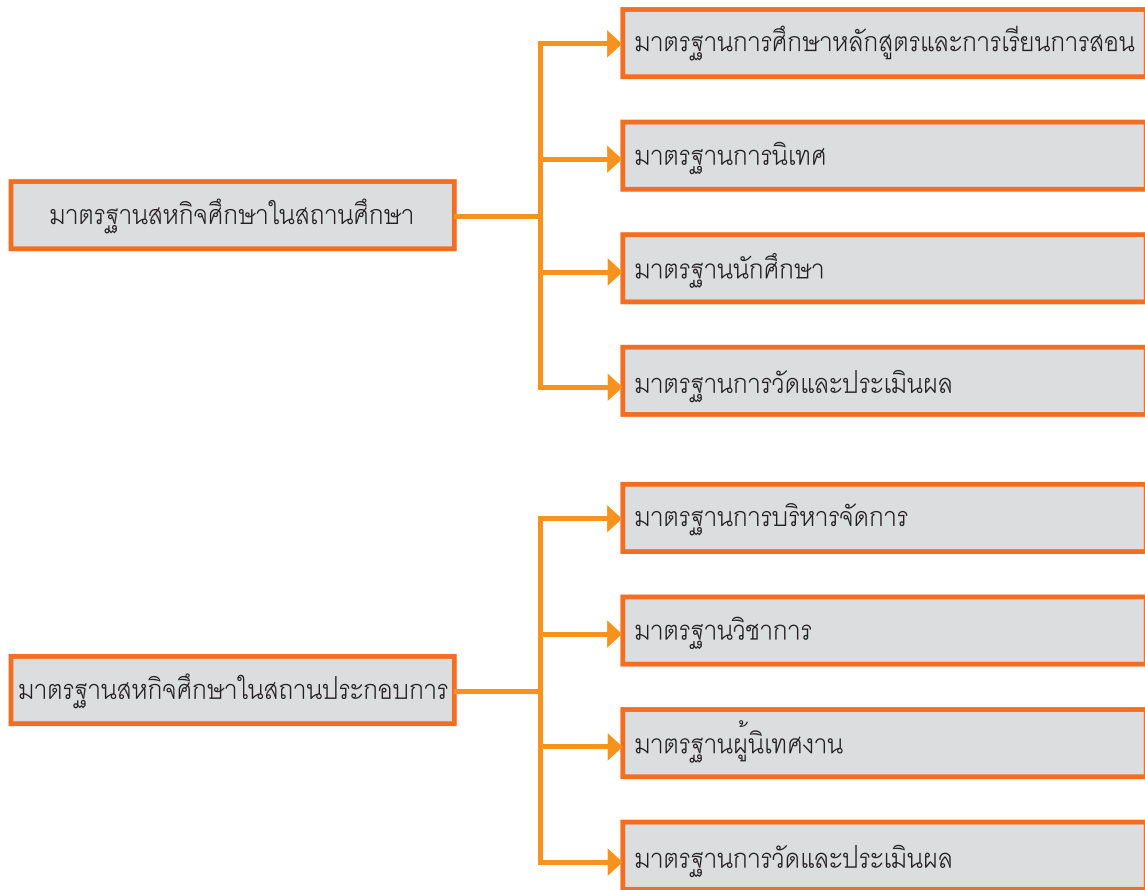 มาตรฐานสหกิจศึกษาในสถานศึกษา
มาตรฐานการศึกษาหลักสูตรและการเรียนการสอน
มาตรฐานการนิเทศ
มาตรฐานนักศึกษา
มาตรฐานการวัดและประเมินผล
มาตรฐานสหกิจศึกษาในสถานประกอบการ
มาตรฐานการบริหารจัดการ
มาตรฐานวิชาการ
มาตรฐานผู้นิเทศงาน
มาตรฐานการวัดและประเมินผล